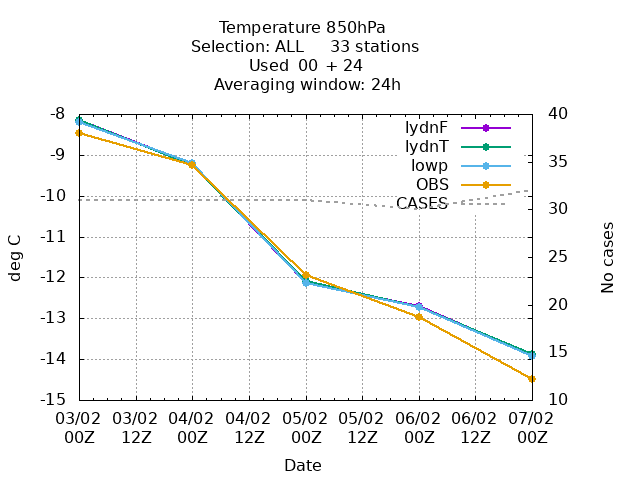 Temperature 850hPa
Selection: ALL 33 stations
Used 00 + 24
Averaging window: 24h
-8
-9
-10
-11
-12
-13
-14
-15
deg C
40
35
30
25
20
15
10
No cases
lydnF
lydnT
lowp
OBS
CASES
03/02 03/02 04/02 04/12 05/02 05/02 06/02 06/02 07/02
00Z 12Z 00Z 12Z 00Z 12Z 00Z 12Z 00Z
Date